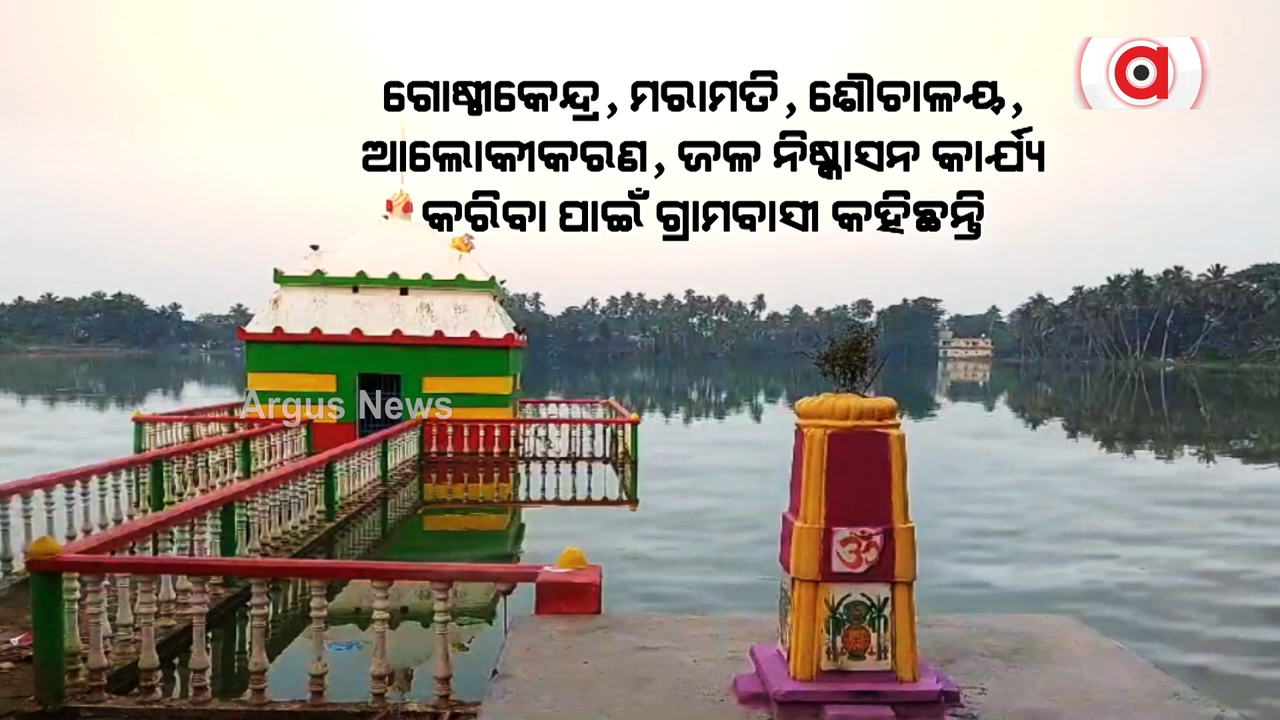 ଗୋଷ୍ଠୀକେନ୍ଦ୍ର, ମରାମତି, ଶୌଚାଳୟ,
ଆଲୋକୀକରଣ, ଜଳ ନିଷ୍କାସନ କାର୍ଯ୍ୟ
କରିବା ପାଇଁ ଗ୍ରାମବାସୀ କହିଛନ୍ତି
a
Argus News
ॐ